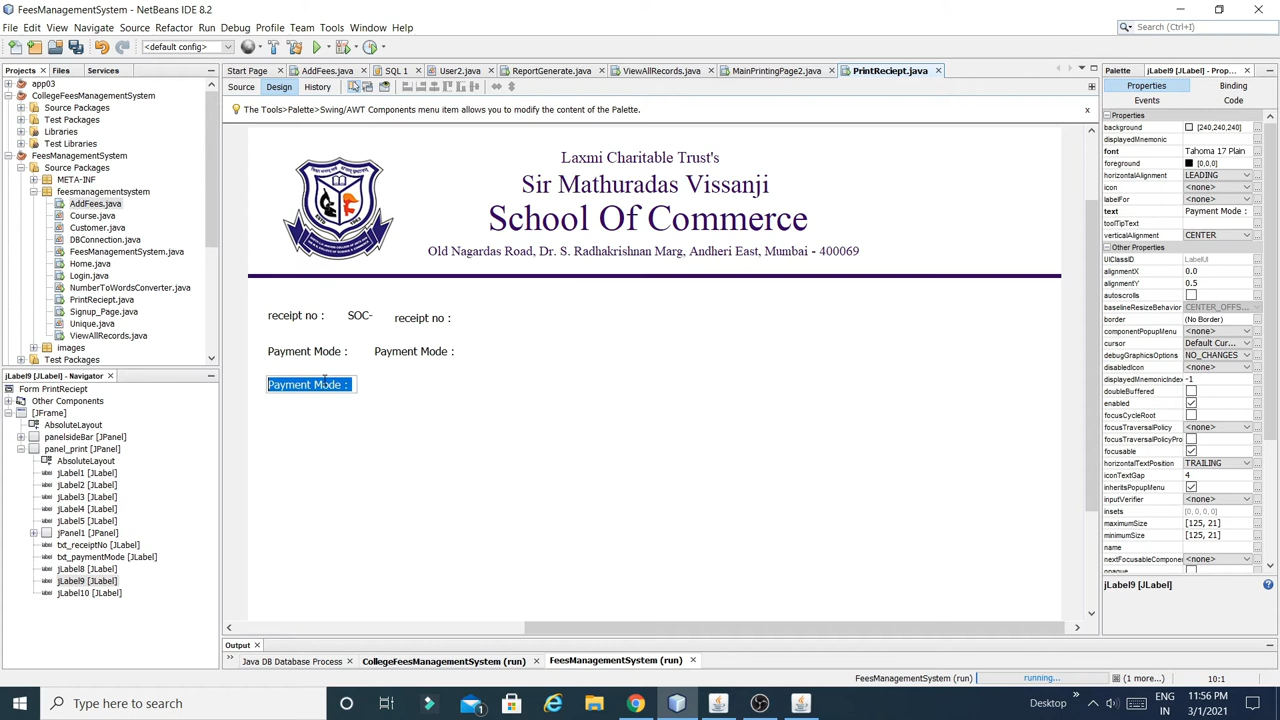 FeesManagementSystem - NetBeans IDE 8.2
File Edit View Navigate Source Refactor Run Debug Profile Team Tools Window Help
Search (Ctrl+I)
<default config>
Projects Files Services
Start Page AddFees.java SQL 1 User2.java ReportGenerate.java ViewAllRecords.java MainPrintingPage2.java PrintReciept.java
Palette jLabel9 [JLabel] - Prop...
Source Design History
Properties Binding
Events Code
The Tools>Palette>Swing/AWT Components menu item allows you to modify the content of the Palette. x
app03
CollegeFeesManagementSystem
Source Packages
Test Packages
Libraries
Test Libraries
FeesManagementSystem
Source Packages
META-INF
feesmanagementsystem
AddFees.java
Course.java
Customer.java
DBConnection.java
FeesManagementSystem.java
Home.java
Login.java
NumberToWordsConverter.java
PrintReciept.java
Signup_Page.java
Unique.java
ViewAllRecords.java
images
Test Packages
jLabel9 [JLabel] - Navigator
Form PrintReciept
Other Components
[JFrame]
AbsoluteLayout
panelsideBar [JPanel]
panel_print [JPanel]
AbsoluteLayout
jLabel1 [JLabel]
jLabel2 [JLabel]
jLabel3 [JLabel]
jLabel4 [JLabel]
jLabel5 [JLabel]
jPanel1 [JPanel]
txt_receiptNo [JLabel]
txt_paymentMode [JLabel]
jLabel8 [JLabel]
jLabel9 [JLabel]
jLabel10 [JLabel]
Laxmi Charitable Trust's
Sir Mathuradas Vissanji
School Of Commerce
Old Nagardas Road, Dr. S. Radhakrishnan Marg, Andheri East, Mumbai - 400069
receipt no : SOC- receipt no :
Payment Mode : Payment Mode :
Payment Mode :
Properties
background [240,240,240]
displayedMnemonic
font Tahoma 17 Plain
foreground [0,0,0]
horizontalAlignment LEADING
icon <none>
labelFor <none>
text Payment Mode :
toolTipText
verticalAlignment CENTER
Other Properties
UIClassID LabelUI
alignmentX 0.0
alignmentY 0.5
autoscrolls
baselineResizeBehavior CENTER_OFFS...
border (No Border)
componentPopupMenu <none>
cursor Default Cur...
debugGraphicsOptions NO_CHANGES
disabledIcon <none>
displayedMnemonicIndex -1
doubleBuffered
enabled
focusCycleRoot
focusTraversalPolicy <none>
focusTraversalPolicyPro
focusable
horizontalTextPosition TRAILING
iconTextGap 4
inheritsPopupMenu
inputVerifier <none>
insets [0, 0, 0, 0]
maximumSize [125, 21]
minimumSize [125, 21]
name
nextFocusableComponen <none>
opaque
jLabel9 [JLabel]
Output
Java DB Database Process CollegeFeesManagementSystem (run) FeesManagementSystem (run)
FeesManagementSystem (run) running... (1 more...) 10:1
Type here to search
Desktop
ENG
IN
11:56 PM
3/1/2021